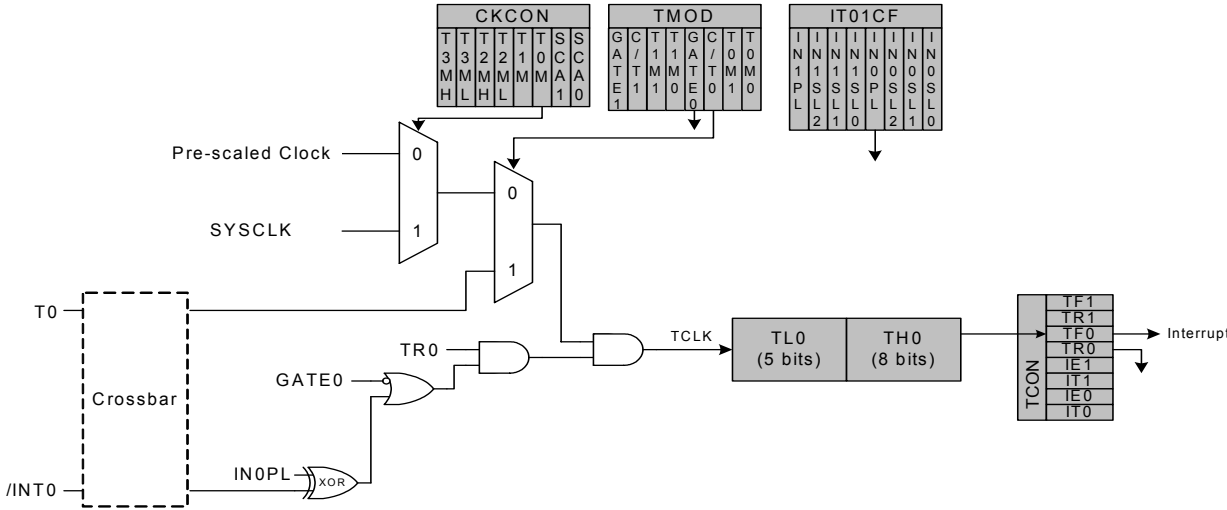 CKCON
T3MH T3ML T2MH T2ML T1M T0M SCA1 SCA0
TMOD
GATE1 C/T1 T1M1 T1M0 GATE0 C/T0 T0M1 T0M0
IT01CF
IN1PL IN1SL2 IN1SL1 IN1SL0 IN0PL IN0SL2 IN0SL1 IN0SL0
Pre-scaled Clock
0
SYSCLK
1
0
1
T0
Crossbar
/INT0
TR0
GATE0
IN0PL
XOR
TCLK
TL0
(5 bits)
TH0
(8 bits)
TCON
TF1
TR1
TF0
TR0
IE1
IT1
IE0
IT0
Interrupt